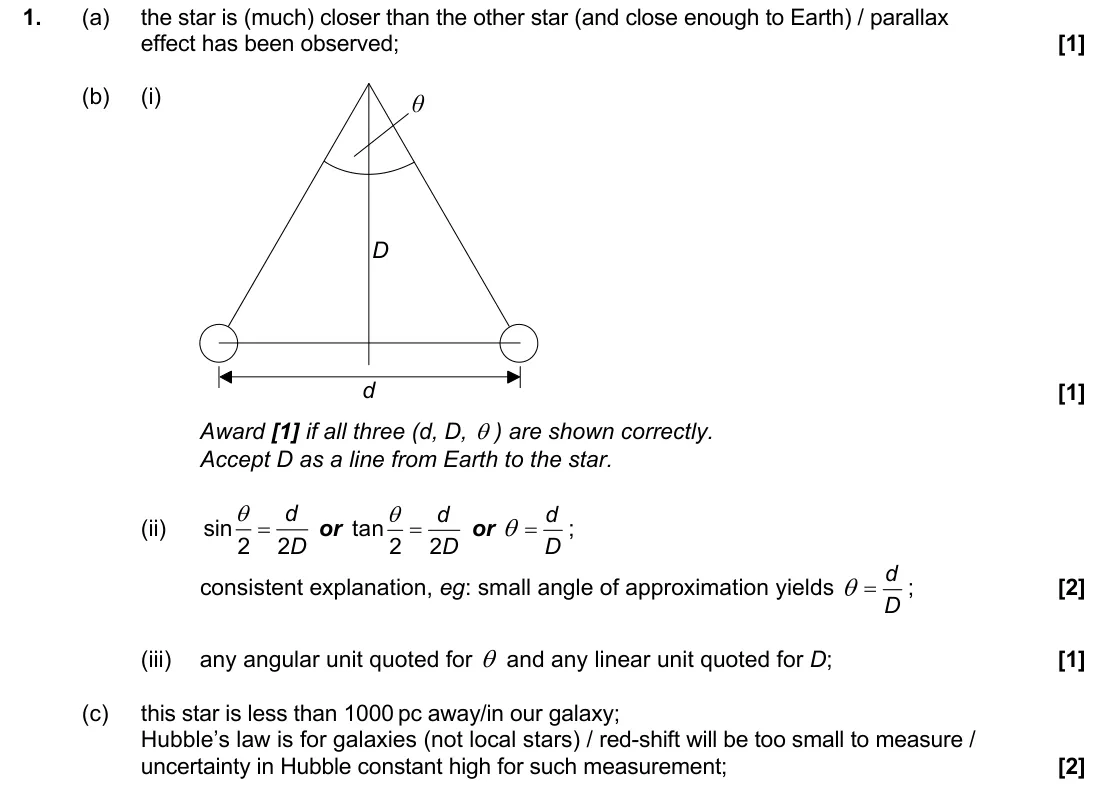 1. (a) the star is (much) closer than the other star (and close enough to Earth) / parallax
effect has been observed; [1]
(b) (i)
θ
D
d
[1]
Award [1] if all three (d, D, θ) are shown correctly.
Accept D as a line from Earth to the star.
(ii) sin θ/2 = d/2D or tan θ/2 = d/2D or θ = d/D;
consistent explanation, eg: small angle of approximation yields θ = d/D; [2]
(iii) any angular unit quoted for θ and any linear unit quoted for D; [1]
(c) this star is less than 1000 pc away/in our galaxy;
Hubble's law is for galaxies (not local stars) / red-shift will be too small to measure /
uncertainty in Hubble constant high for such measurement; [2]